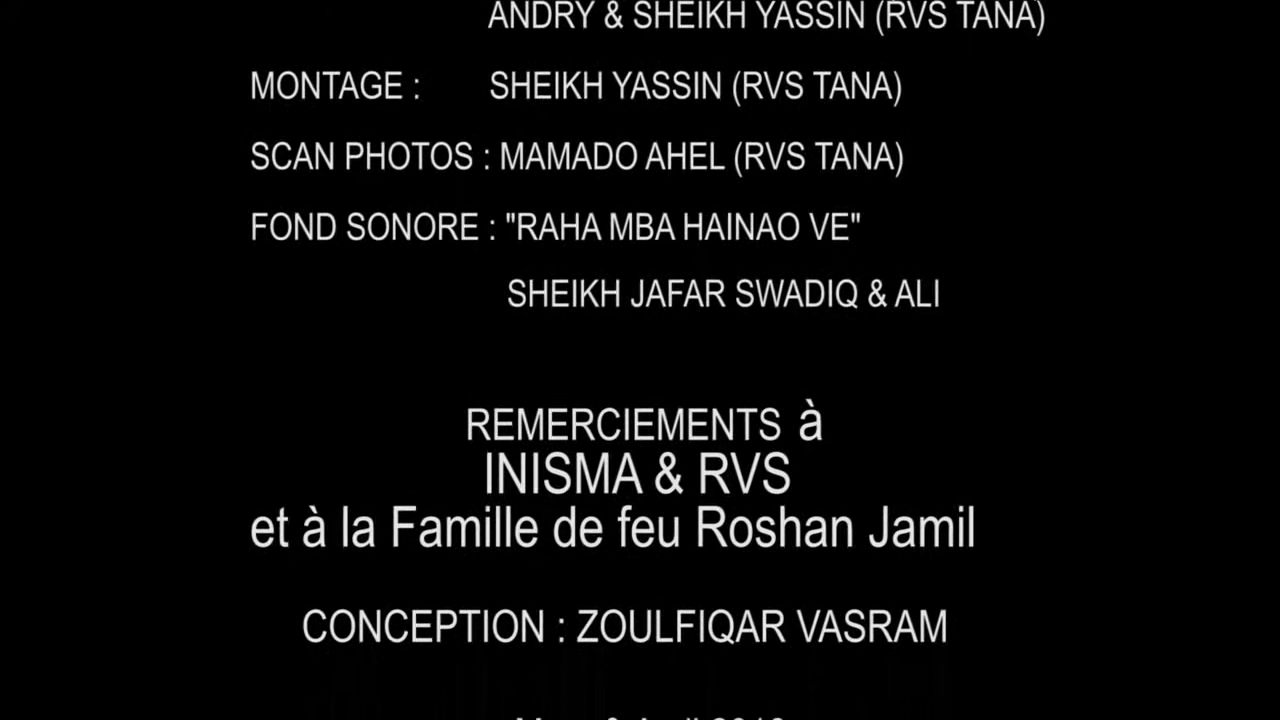 ANDRY & SHEIKH YASSIN (RVS TANA)
MONTAGE : SHEIKH YASSIN (RVS TANA)
SCAN PHOTOS : MAMADO AHEL (RVS TANA)
FOND SONORE : "RAHA MBA HAINAO VE"
SHEIKH JAFAR SWADIQ & ALI
REMERCIEMENTS à
INISMA & RVS
et à la Famille de feu Roshan Jamil
CONCEPTION : ZOULFIQAR VASRAM